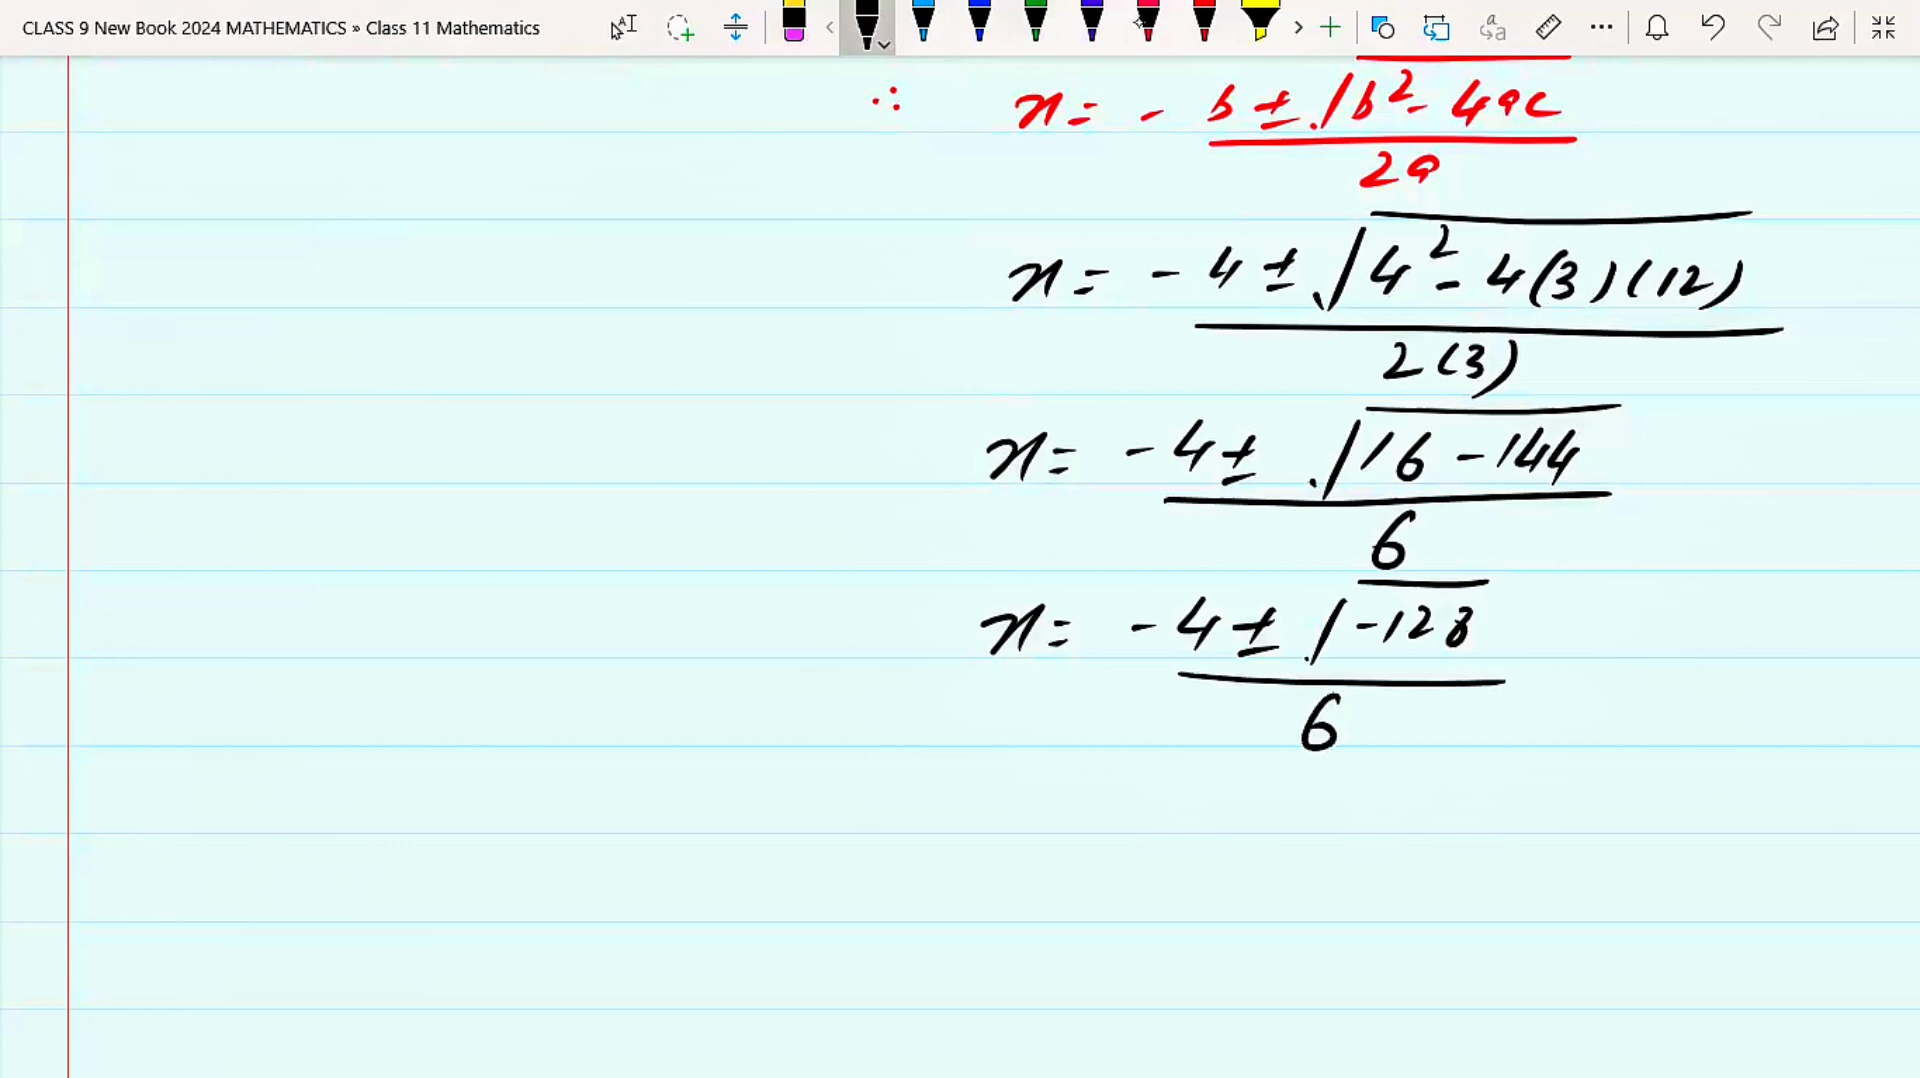 CLASS 9 New Book 2024 MATHEMATICS » Class 11 Mathematics
∴ x = - b ± √b² - 4ac
2a
x = - 4 ± √4² - 4(3)(12)
2(3)
x = - 4 ± √16 - 144
6
x = - 4 ± √-128
6